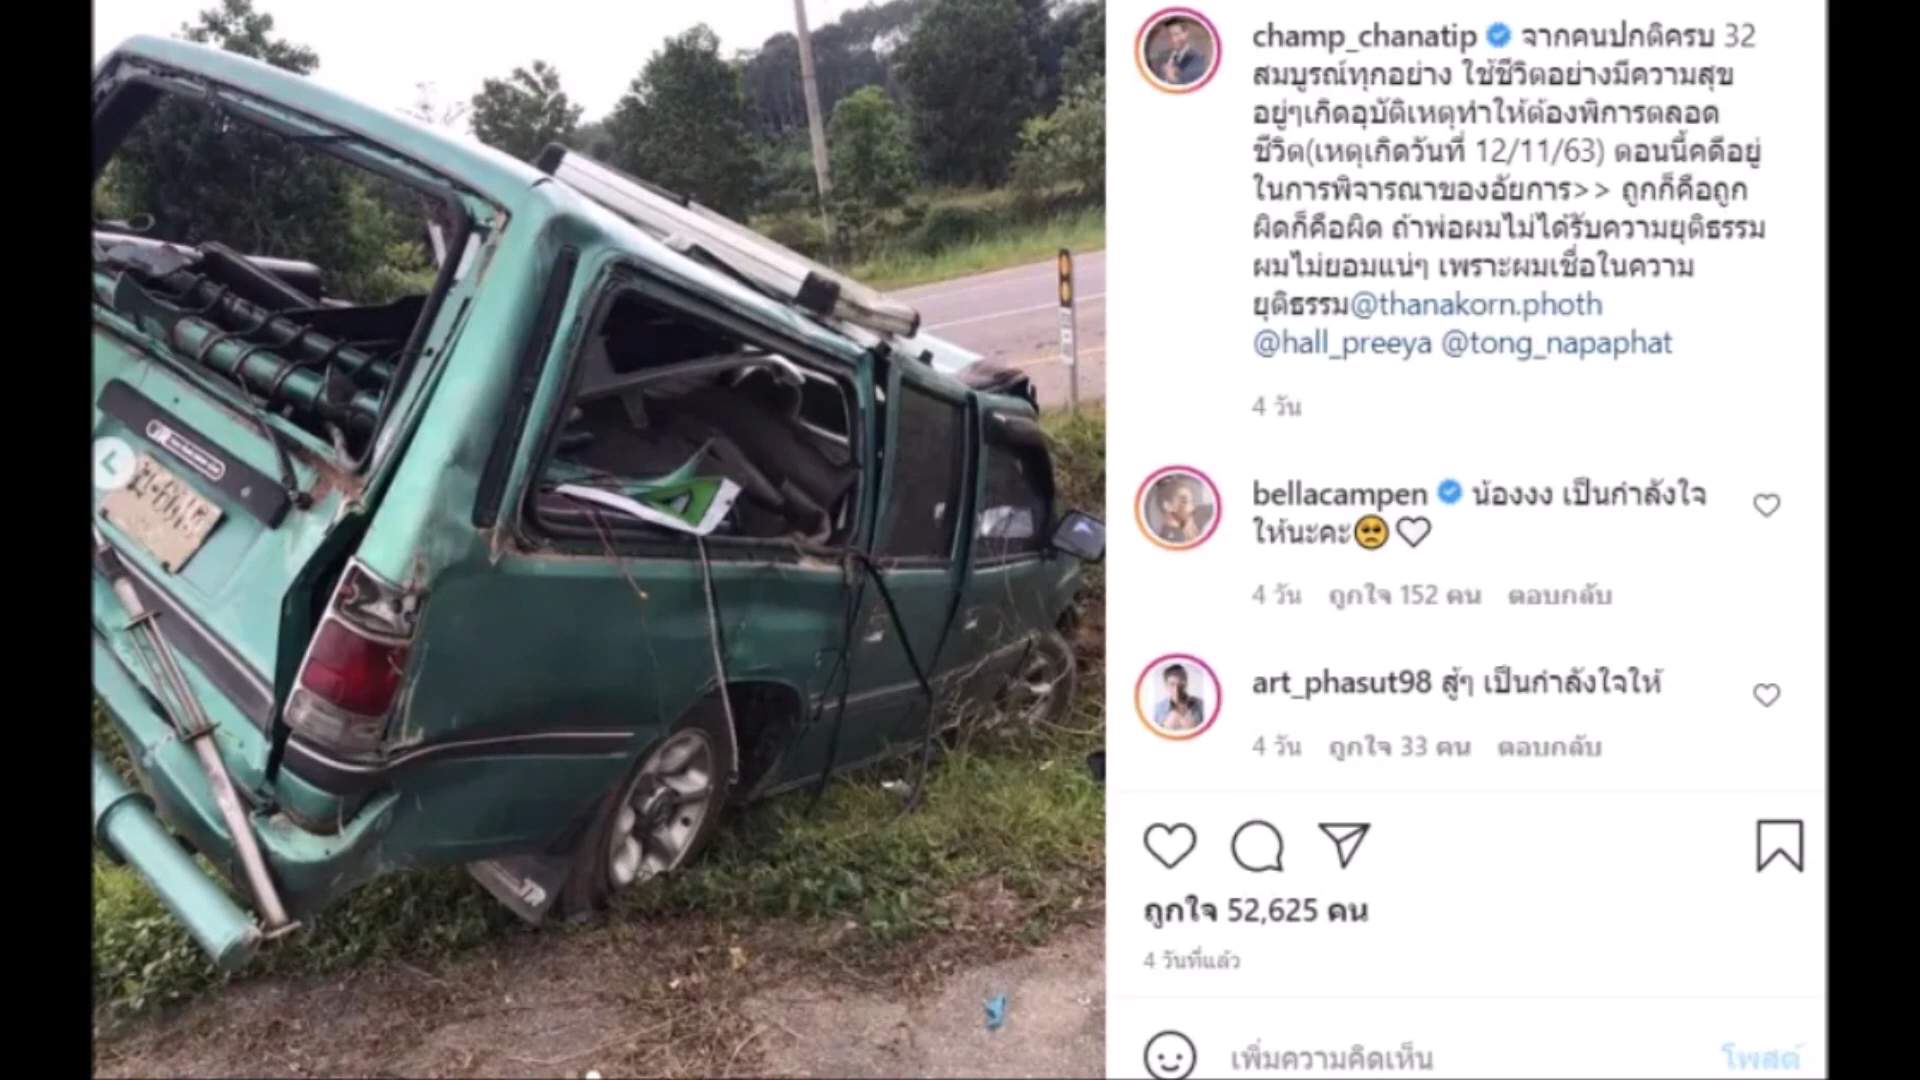 champ_chanatip จากคนปกติครบ 32
สมบูรณ์ทุกอย่าง ใช้ชีวิตอย่างมีความสุข
อยู่ๆเกิดอุบัติเหตุทำให้ต้องพิการตลอด
ชีวิต(เหตุเกิดวันที่ 12/11/63) ตอนนี้คดีอยู่
ในการพิจารณาของอัยการ>> ถูกก็คือถูก
ผิดก็คือผิด ถ้าพ่อผมไม่ได้รับความยุติธรรม
ผมไม่ยอมแน่ๆ เพราะผมเชื่อในความ
ยุติธรรม@thanakorn.photh
@hall_preeya @tong_napaphat
4 วัน
bellacampen น้องงง เป็นกำลังใจ
ให้นะคะ🥺🤍
4 วัน ถูกใจ 152 คน ตอบกลับ
art_phasut98 สู้ๆ เป็นกำลังใจให้
4 วัน ถูกใจ 33 คน ตอบกลับ
ถูกใจ 52,625 คน
4 วันที่แล้ว
เพิ่มความคิดเห็น
โพสต์